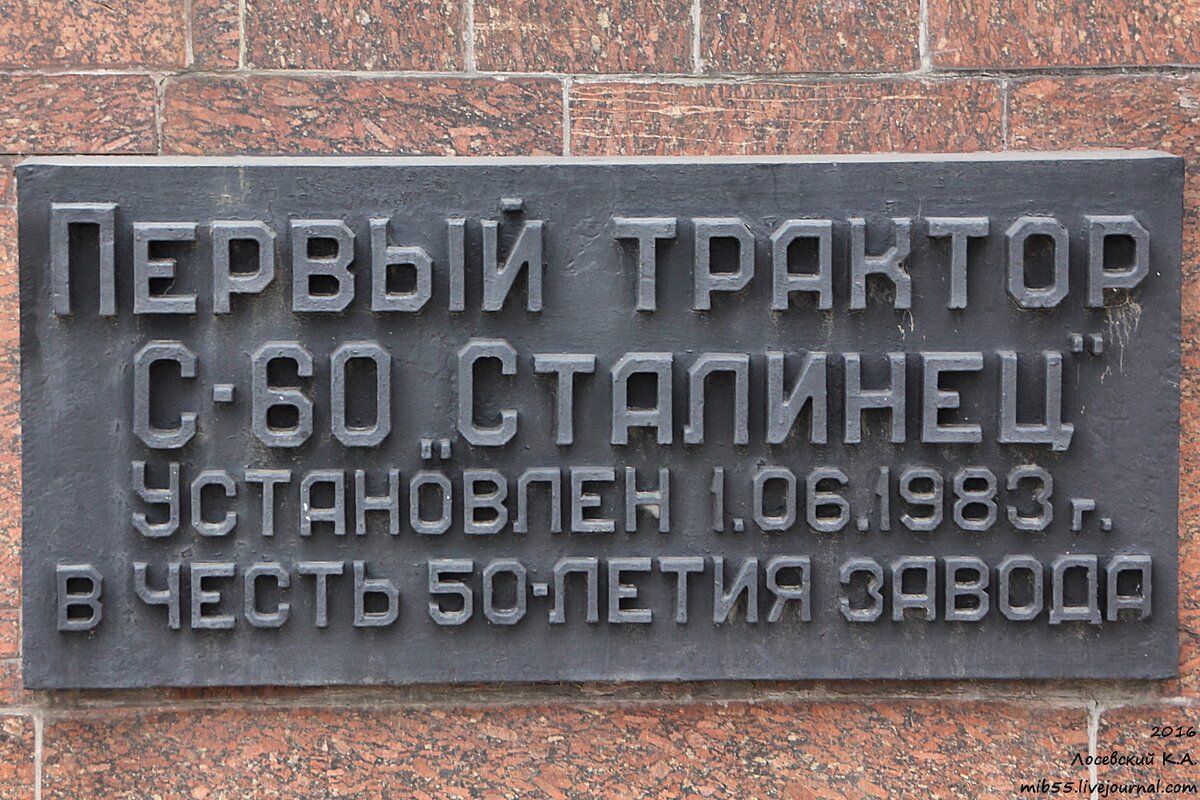 Первый трактор
С-60 „Сталинец"
установлен 1.06.1983 г.
в честь 50-летия завода
2016
Лосевский К.А.
mib55.livejournal.com